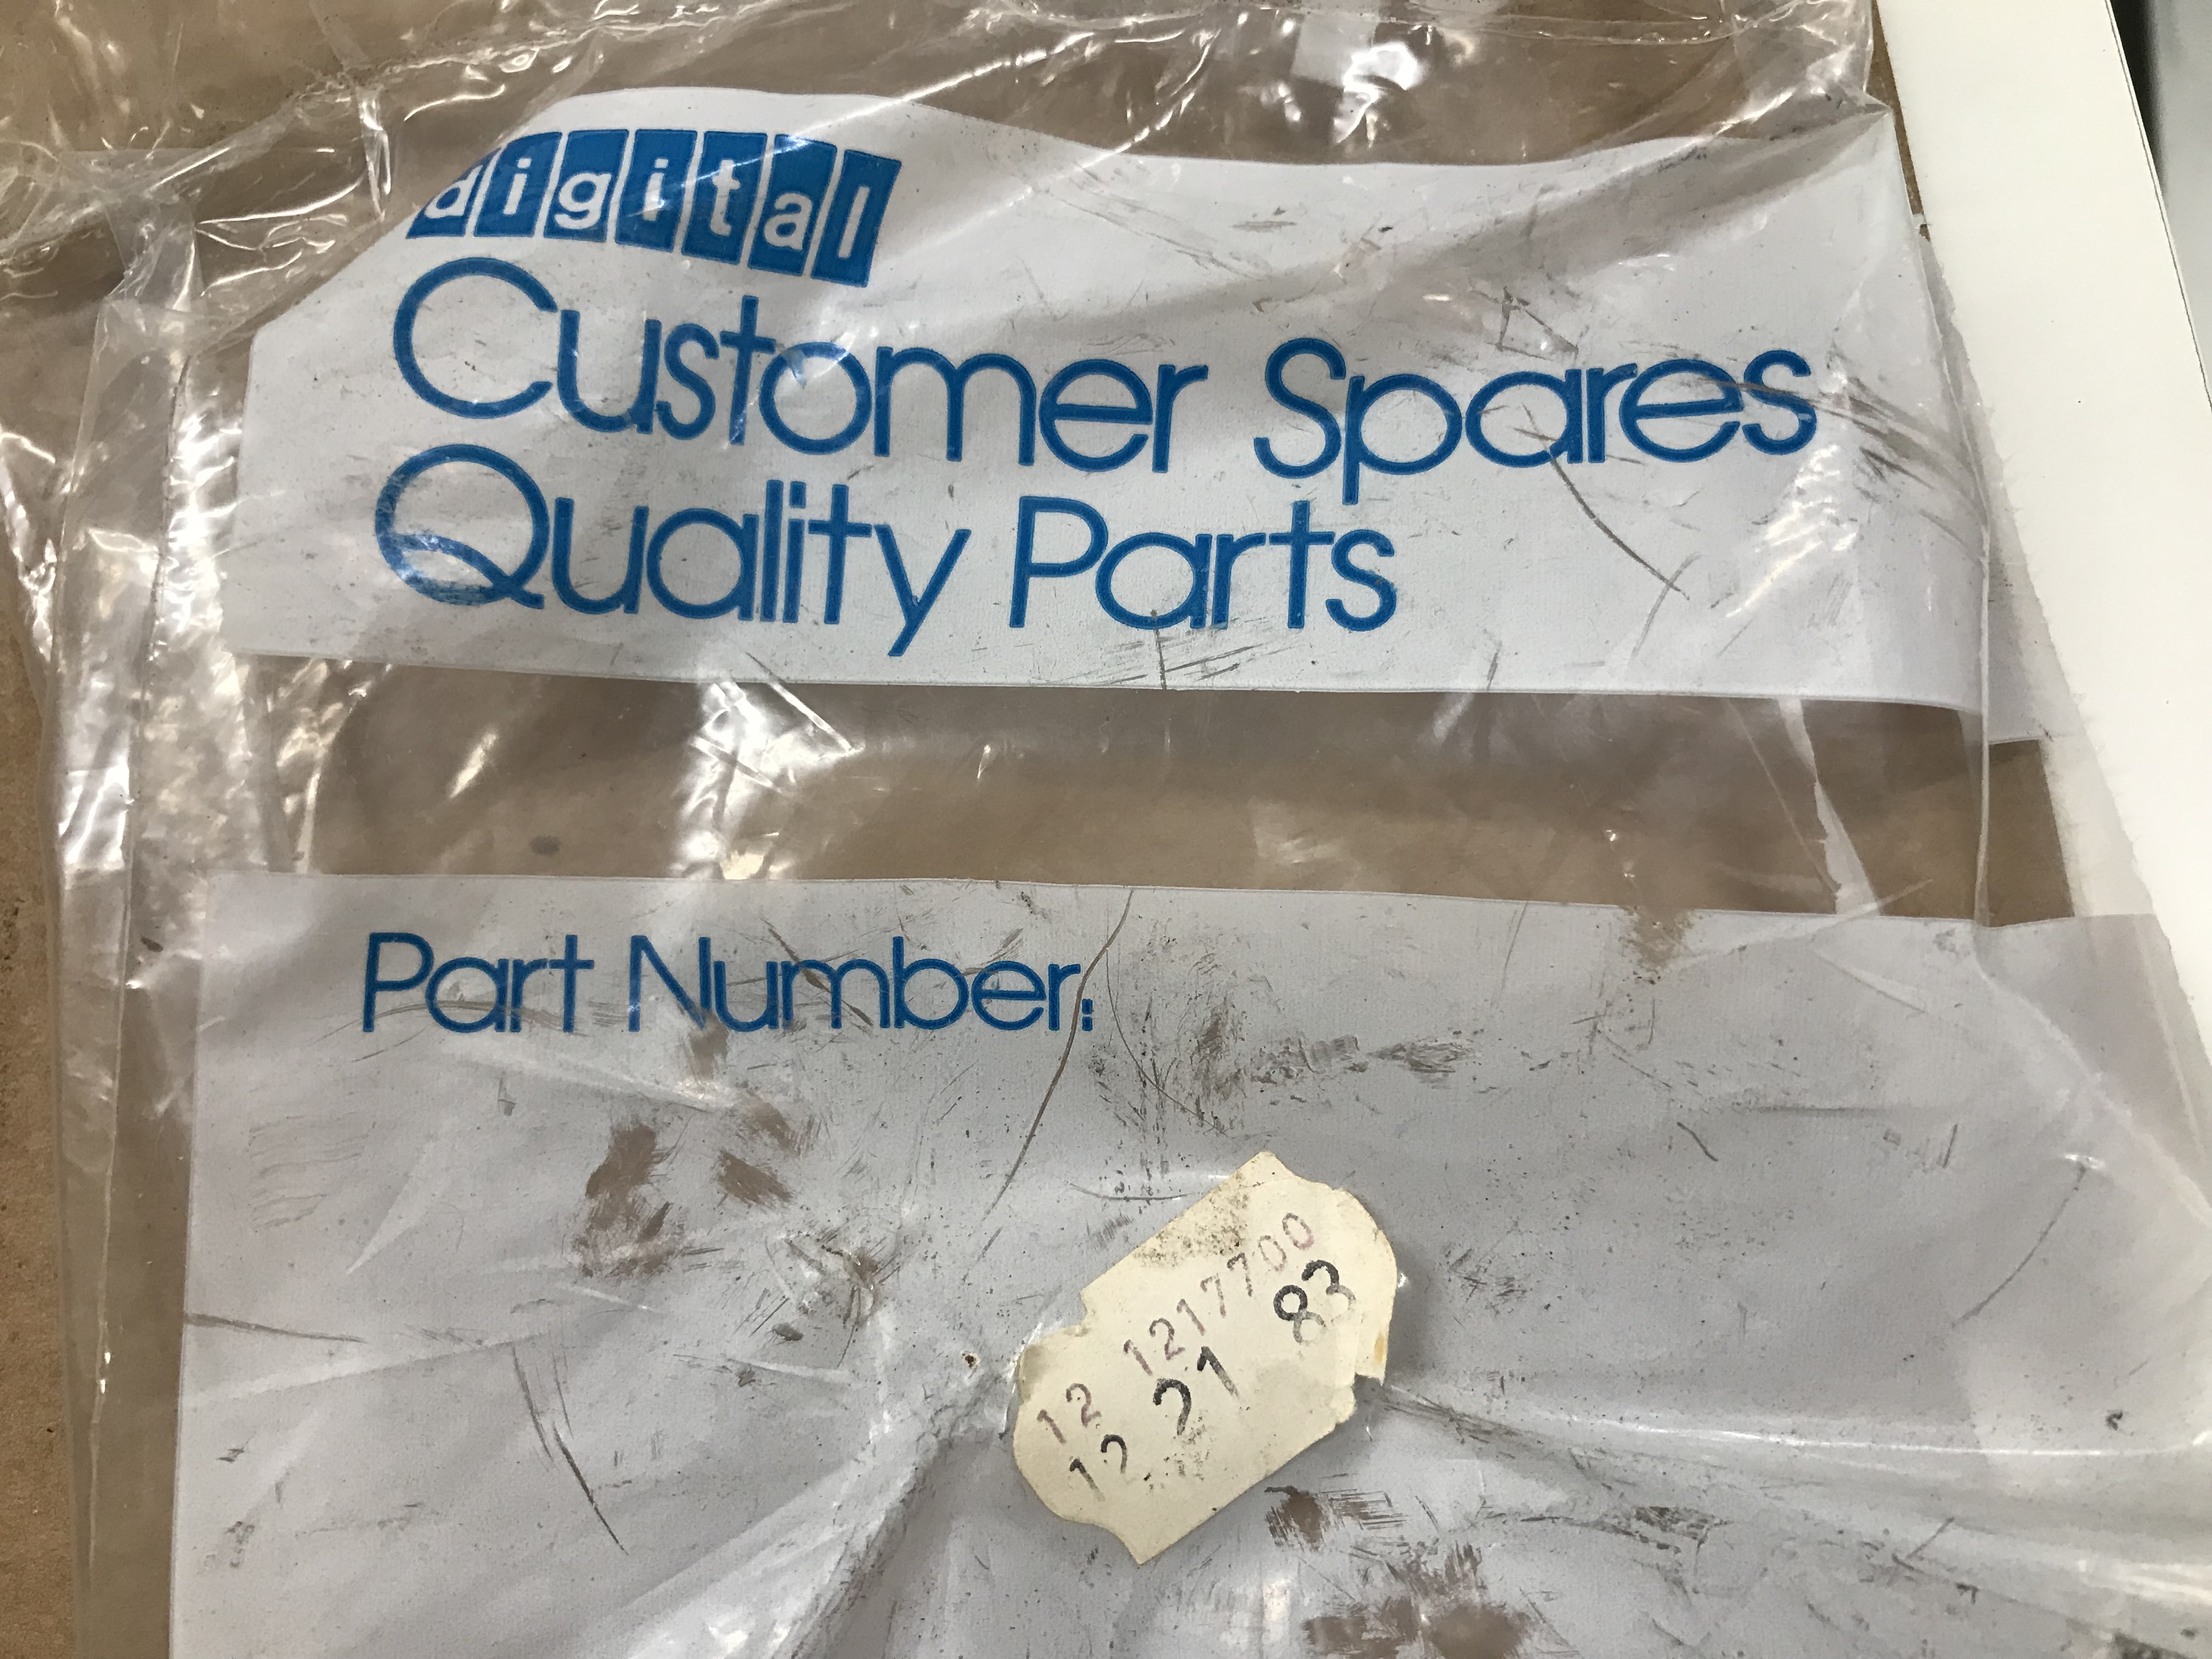 digital
Customer Spares
Quality Parts
Part Number:
12 1217700
12 21 83